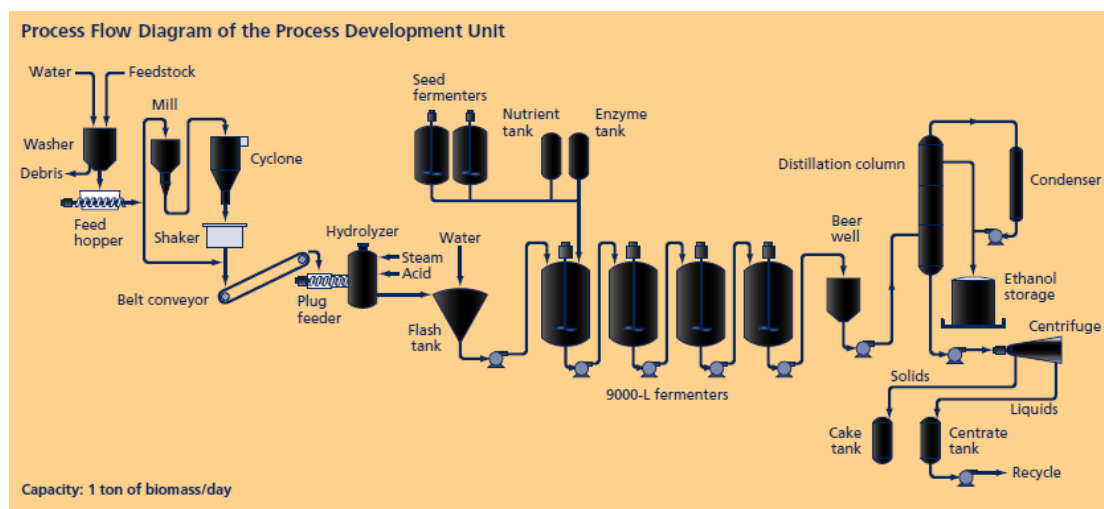 Process Flow Diagram of the Process Development Unit
Water
Feedstock
Mill
Washer
Debris
Cyclone
Feed
hopper
Shaker
Belt conveyor
Seed
fermenters
Nutrient
tank
Enzyme
tank
Hydrolyzer
Steam
Acid
Plug
feeder
Water
Flash
tank
9000-L fermenters
Beer
well
Distillation column
Condenser
Ethanol
storage
Centrifuge
Solids
Liquids
Cake
tank
Centrate
tank
Recycle
Capacity: 1 ton of biomass/day